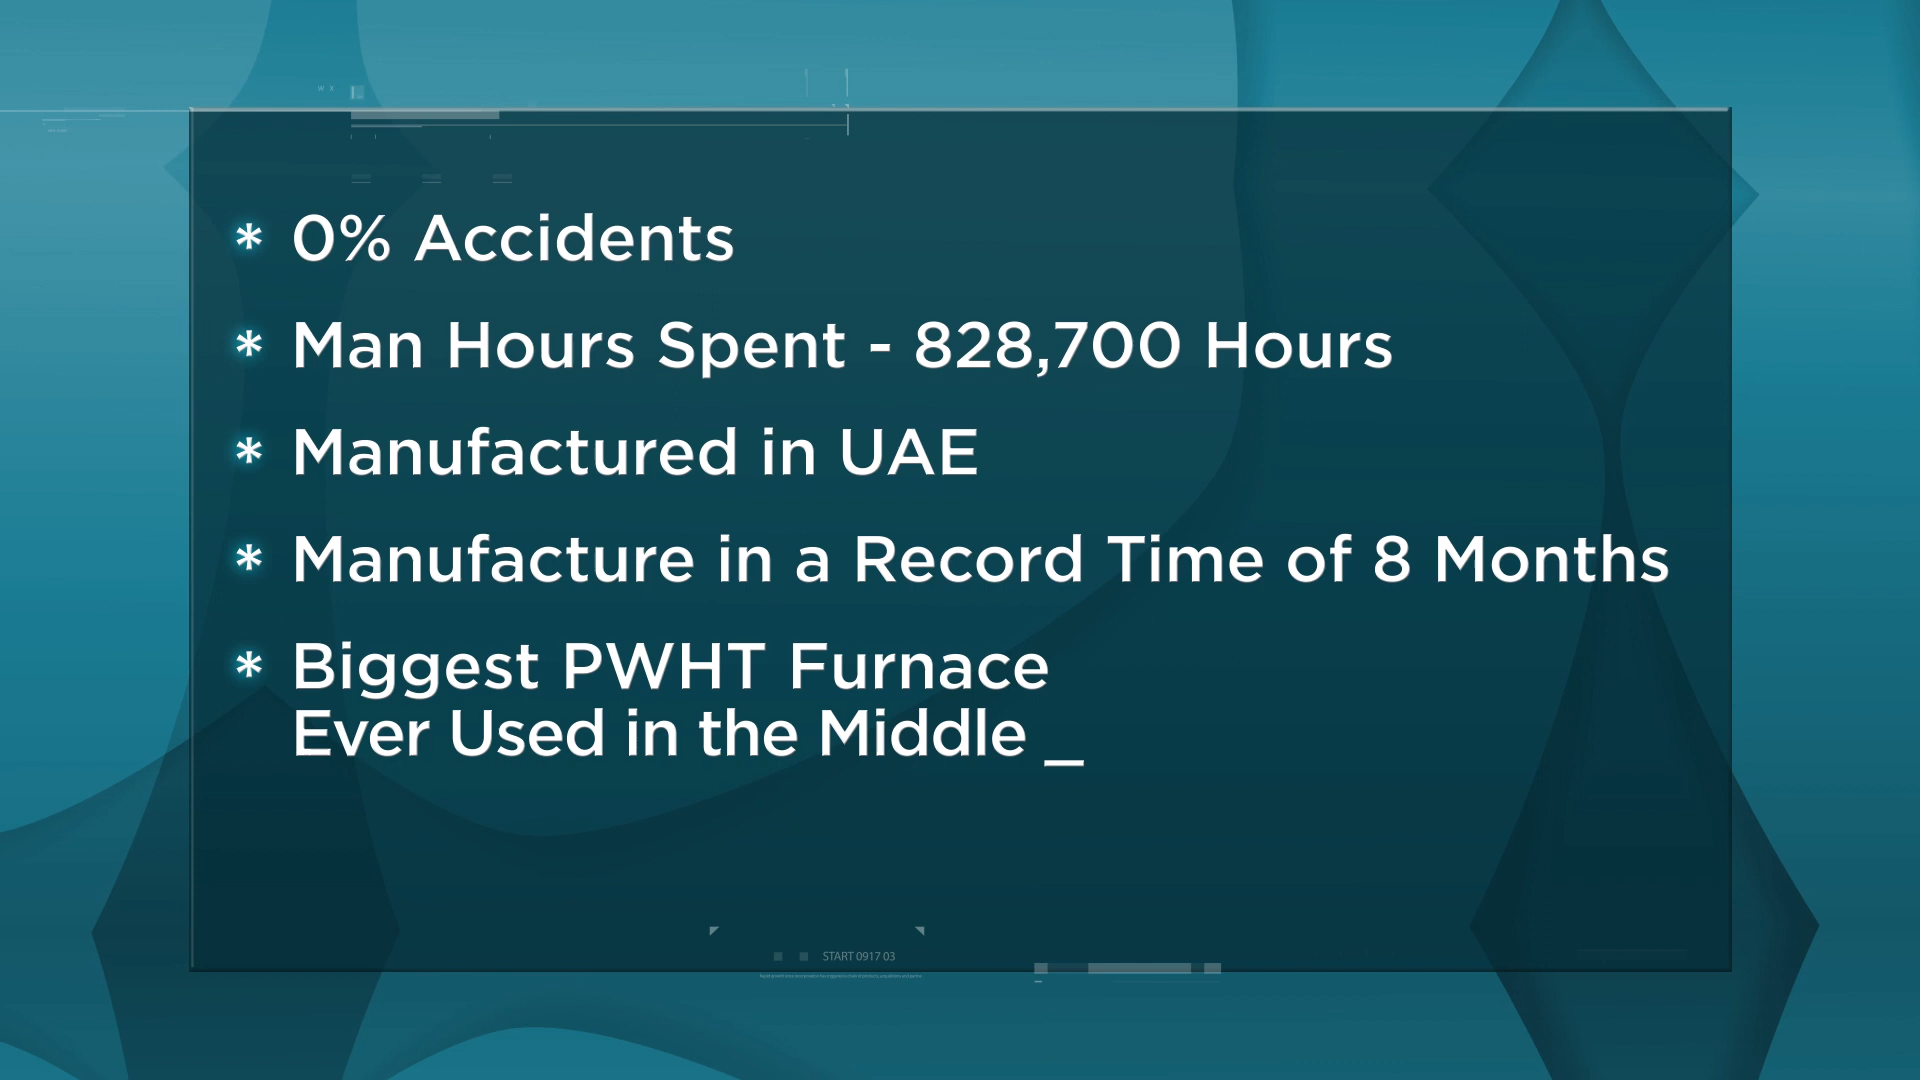 * 0% Accidents
* Man Hours Spent - 828,700 Hours
* Manufactured in UAE
* Manufacture in a Record Time of 8 Months
* Biggest PWHT Furnace
Ever Used in the Middle _
START 0917 03